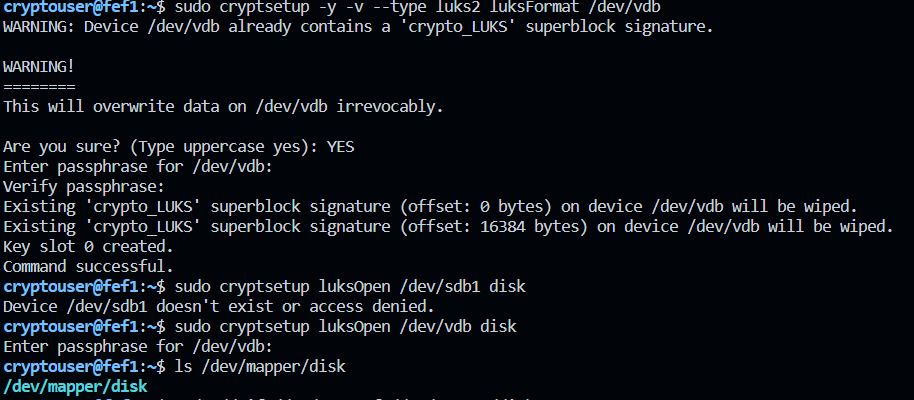 cryptouser@fef1:~$ sudo cryptsetup -y -v --type luks2 luksFormat /dev/vdb
WARNING: Device /dev/vdb already contains a 'crypto_LUKS' superblock signature.
WARNING!
========
This will overwrite data on /dev/vdb irrevocably.
Are you sure? (Type uppercase yes): YES
Enter passphrase for /dev/vdb:
Verify passphrase:
Existing 'crypto_LUKS' superblock signature (offset: 0 bytes) on device /dev/vdb will be wiped.
Existing 'crypto_LUKS' superblock signature (offset: 16384 bytes) on device /dev/vdb will be wiped.
Key slot 0 created.
Command successful.
cryptouser@fef1:~$ sudo cryptsetup luksOpen /dev/sdb1 disk
Device /dev/sdb1 doesn't exist or access denied.
cryptouser@fef1:~$ sudo cryptsetup luksOpen /dev/vdb disk
Enter passphrase for /dev/vdb:
cryptouser@fef1:~$ ls /dev/mapper/disk
/dev/mapper/disk